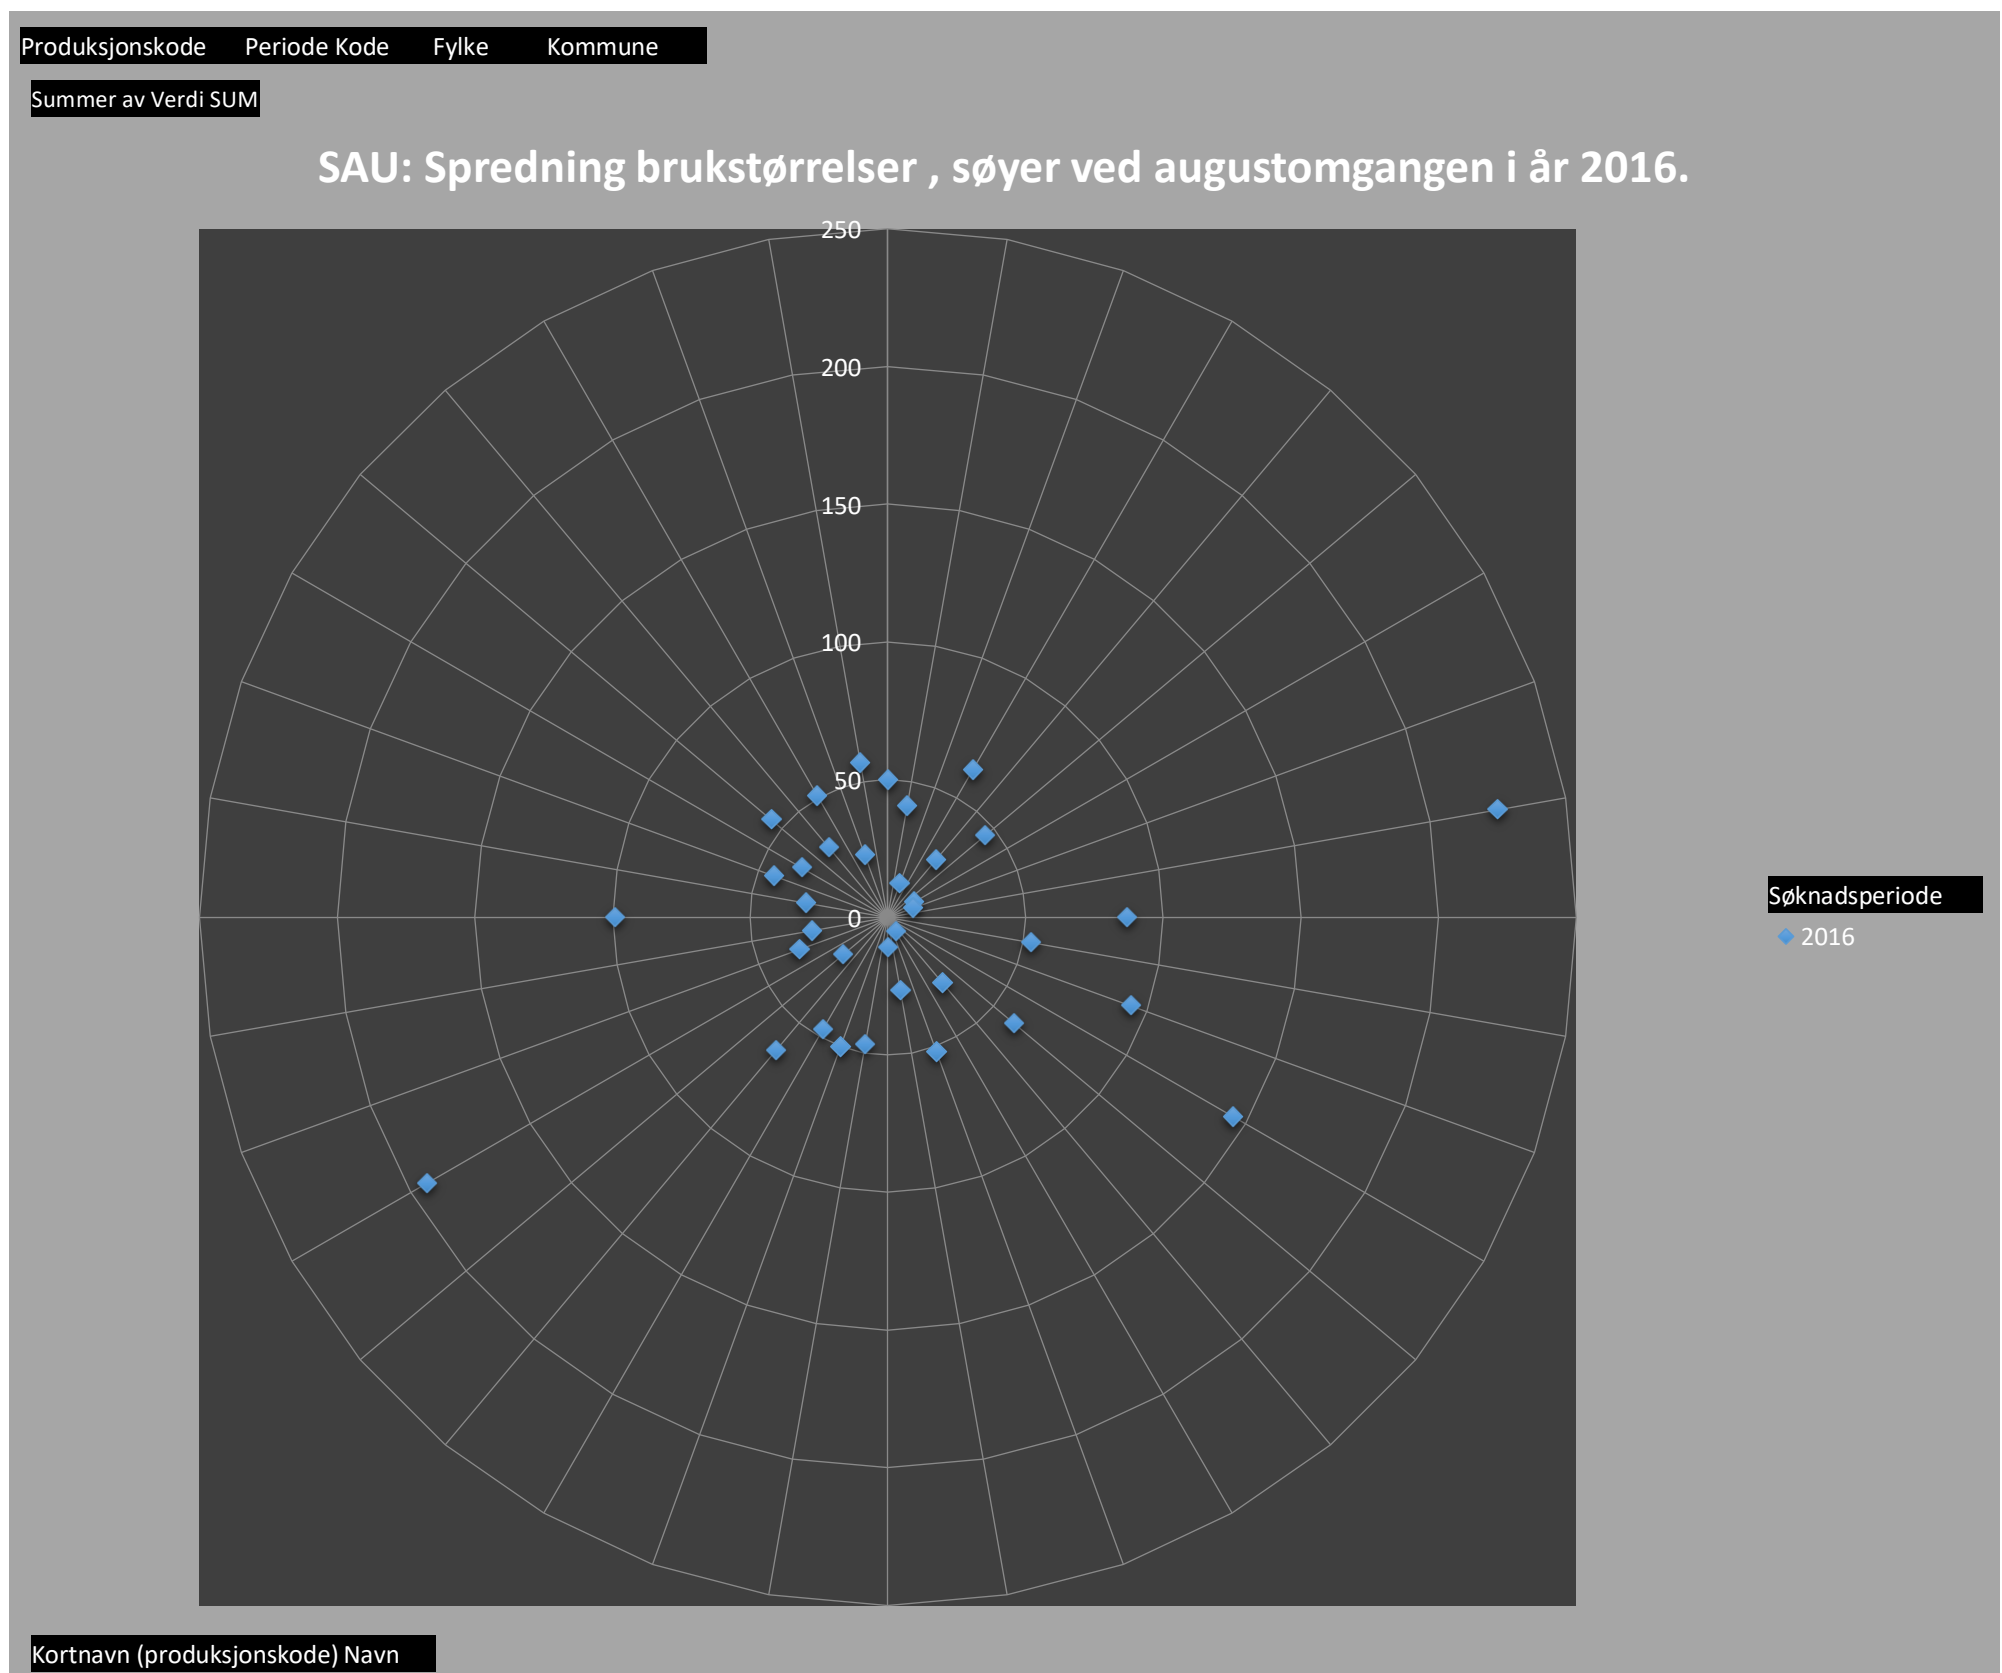 Produksjonskode Periode Kode Fylke Kommune
Summer av Verdi SUM
SAU: Spredning brukstørrelser , søyer ved augustomgangen i år 2016.
250
200
150
100
50
0
Søknadsperiode
2016
Kortnavn (produksjonskode) Navn